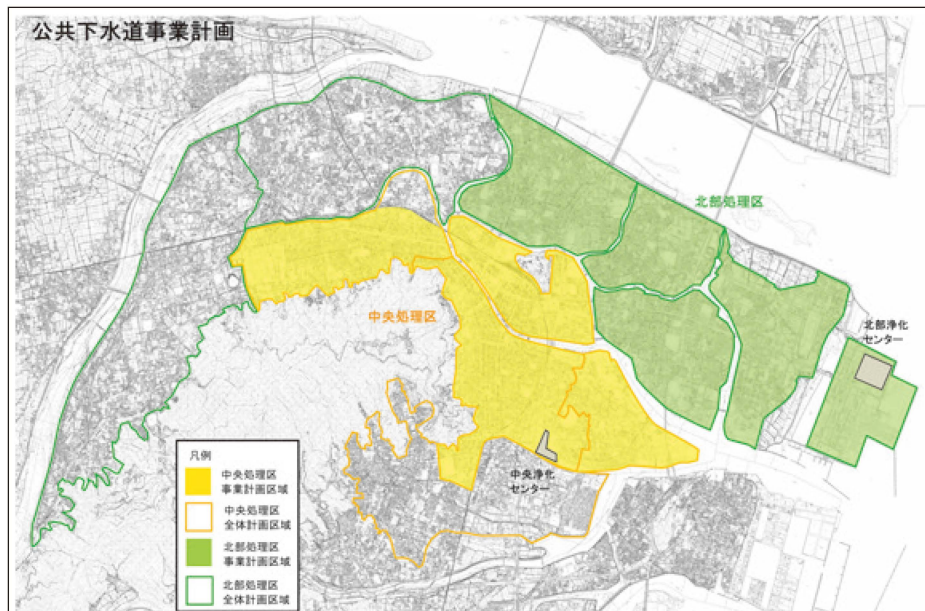 公共下水道事業計画
北部処理区
中央処理区
北部浄化
センター
中央浄化
センター
凡例
中央処理区
事業計画区域
中央処理区
全体計画区域
北部処理区
事業計画区域
北部処理区
全体計画区域